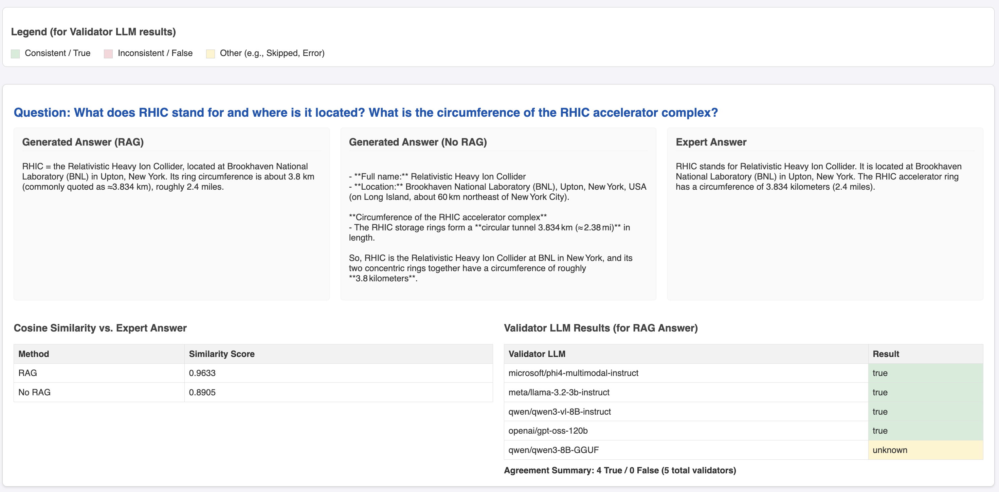 Legend (for Validator LLM results)
Consistent / True Inconsistent / False Other (e.g., Skipped, Error)
Question: What does RHIC stand for and where is it located? What is the circumference of the RHIC accelerator complex?
Generated Answer (RAG)
RHIC = the Relativistic Heavy Ion Collider, located at Brookhaven National
Laboratory (BNL) in Upton, New York. Its ring circumference is about 3.8 km
(commonly quoted as ≈3.834 km), roughly 2.4 miles.
Generated Answer (No RAG)
- **Full name:** Relativistic Heavy Ion Collider
- **Location:** Brookhaven National Laboratory (BNL), Upton, New York, USA
(on Long Island, about 60 km northeast of New York City).
**Circumference of the RHIC accelerator complex**
- The RHIC storage rings form a **circular tunnel 3.834 km (≈ 2.38 mi)** in
length.
So, RHIC is the Relativistic Heavy Ion Collider at BNL in New York, and its
two concentric rings together have a circumference of roughly
**3.8 kilometers**.
Expert Answer
RHIC stands for Relativistic Heavy Ion Collider. It is located at Brookhaven
National Laboratory (BNL) in Upton, New York. The RHIC accelerator ring
has a circumference of 3.834 kilometers (2.4 miles).
Cosine Similarity vs. Expert Answer
Method Similarity Score
RAG 0.9633
No RAG 0.8905
Validator LLM Results (for RAG Answer)
Validator LLM Result
microsoft/phi4-multimodal-instruct true
meta/llama-3.2-3b-instruct true
qwen/qwen3-vl-8B-instruct true
openai/gpt-oss-120b true
qwen/qwen3-8B-GGUF unknown
Agreement Summary: 4 True / 0 False (5 total validators)